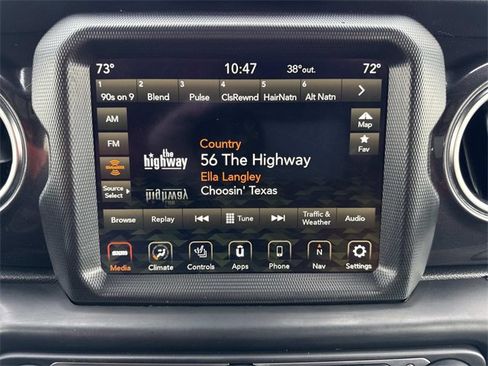 73° 10:47 38°out. 72°
1 2 3 4 5 6
90s on 9 Blend Pulse ClsRewnd HairNatn Alt Natn
AM
FM
Source Select
the highway
Country
56 The Highway
Ella Langley
Choosin' Texas
Map
Fav
Browse Replay Tune Traffic & Weather Audio
N
Media Climate Controls Apps Phone Nav Settings